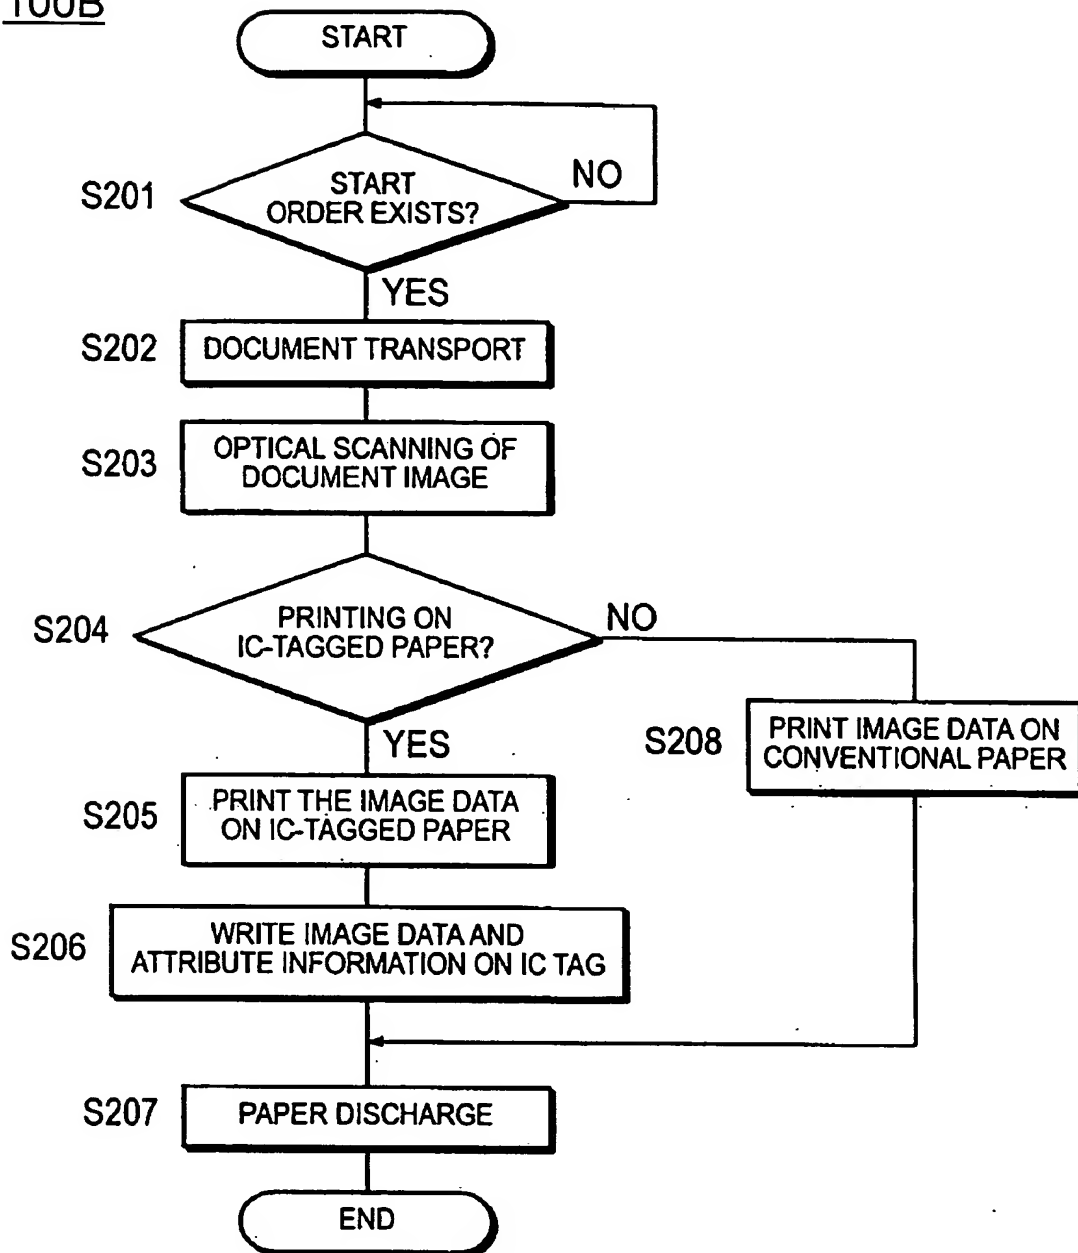 100B
START
S201
START
ORDER EXISTS?
NO
YES
S202
DOCUMENT TRANSPORT
S203
OPTICAL SCANNING OF
DOCUMENT IMAGE
S204
PRINTING ON
IC-TAGGED PAPER?
NO
YES
S208
PRINT IMAGE DATA ON
CONVENTIONAL PAPER
S205
PRINT THE IMAGE DATA
ON IC-TAGGED PAPER
S206
WRITE IMAGE DATA AND
ATTRIBUTE INFORMATION ON IC TAG
S207
PAPER DISCHARGE
END